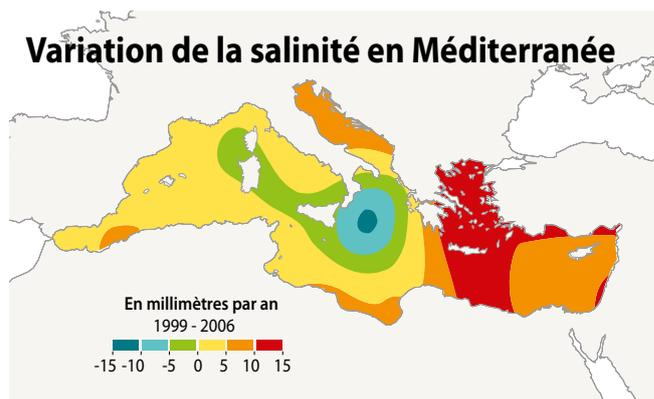 Variation de la salinité en Méditerranée
En millimètres par an
1999 - 2006
-15 -10 -5 0 5 10 15